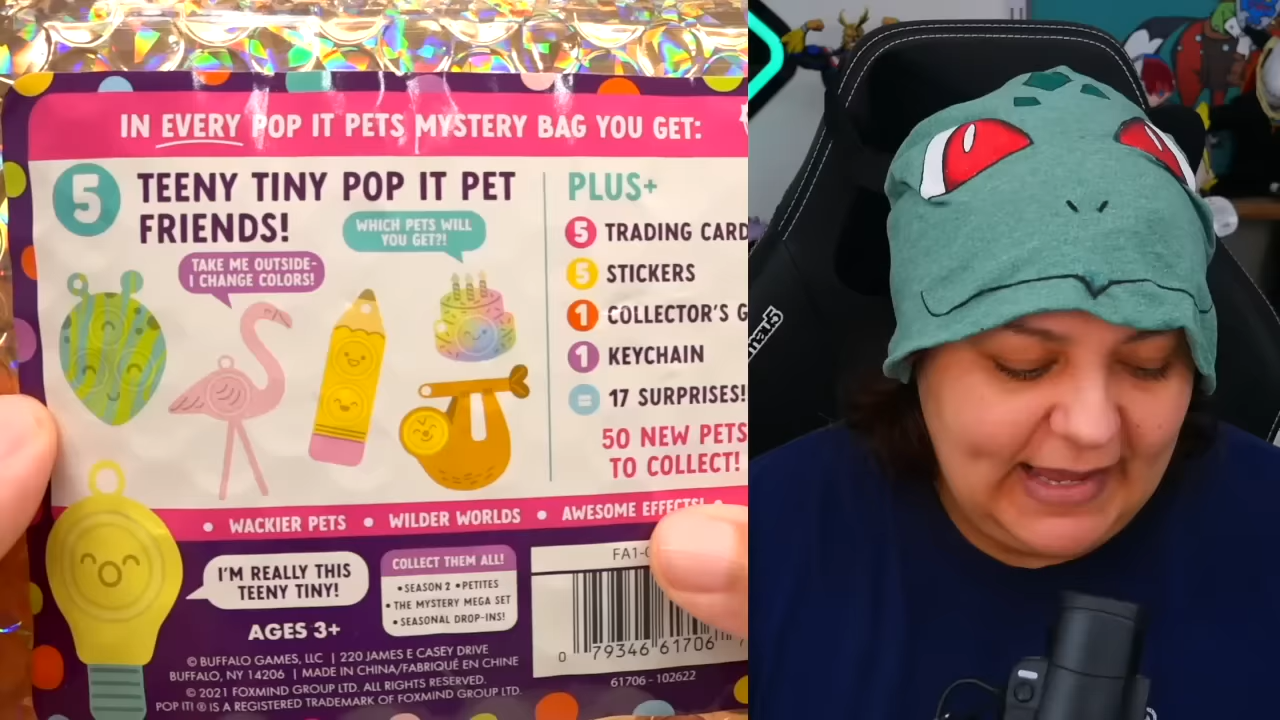 IN EVERY POP IT PETS MYSTERY BAG YOU GET:
5 TEENY TINY POP IT PET
FRIENDS!
WHICH PETS WILL
YOU GET?!
TAKE ME OUTSIDE-
I CHANGE COLORS!
PLUS+
5 TRADING CARD
5 STICKERS
1 COLLECTOR'S G
1 KEYCHAIN
= 17 SURPRISES!
50 NEW PETS
TO COLLECT!
• WACKIER PETS • WILDER WORLDS • AWESOME EFFECTS! •
I'M REALLY THIS
TEENY TINY!
AGES 3+
COLLECT THEM ALL!
• SEASON 2 • PETITES
• THE MYSTERY MEGA SET
• SEASONAL DROP-INS!
FA1-
0 79346 61706
61706 - 102622
© BUFFALO GAMES, LLC | 220 JAMES E CASEY DRIVE
BUFFALO, NY 14206 | MADE IN CHINA/FABRIQUÉ EN CHINE
© 2021 FOXMIND GROUP LTD. ALL RIGHTS RESERVED.
POP IT! ® IS A REGISTERED TRADEMARK OF FOXMIND GROUP LTD.